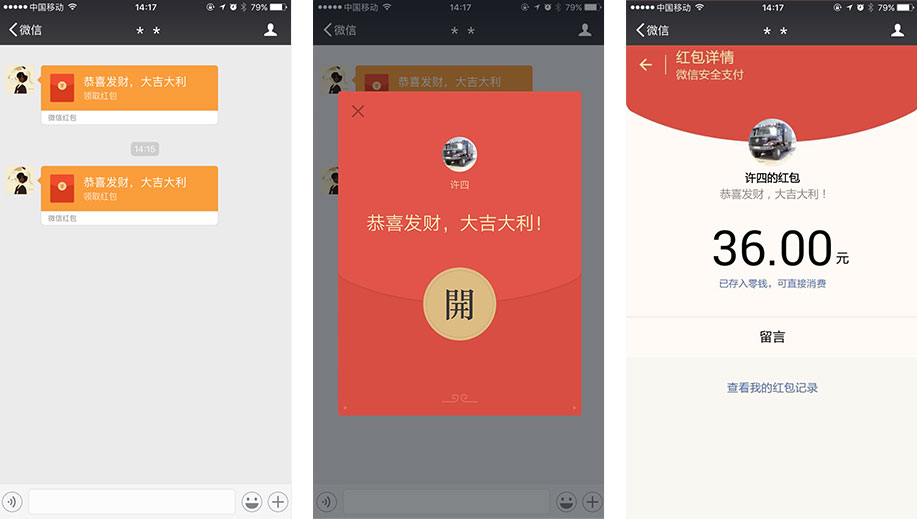 中国移动 14:17 79%
微信 * *
恭喜发财，大吉大利
领取红包
微信红包
14:15
恭喜发财，大吉大利
领取红包
微信红包
中国移动 14:17 79%
微信 * *
恭喜发财，大吉大利
许四
恭喜发财，大吉大利！
開
中国移动 14:17 79%
微信 * *
红包详情
微信安全支付
许四的红包
恭喜发财，大吉大利！
36.00元
已存入零钱，可直接消费
留言
查看我的红包记录